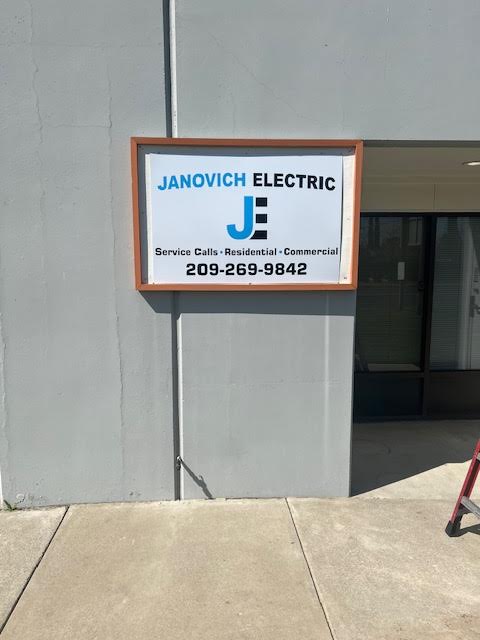 JANOVICH ELECTRIC
JE
Service Calls • Residential • Commercial
209-269-9842